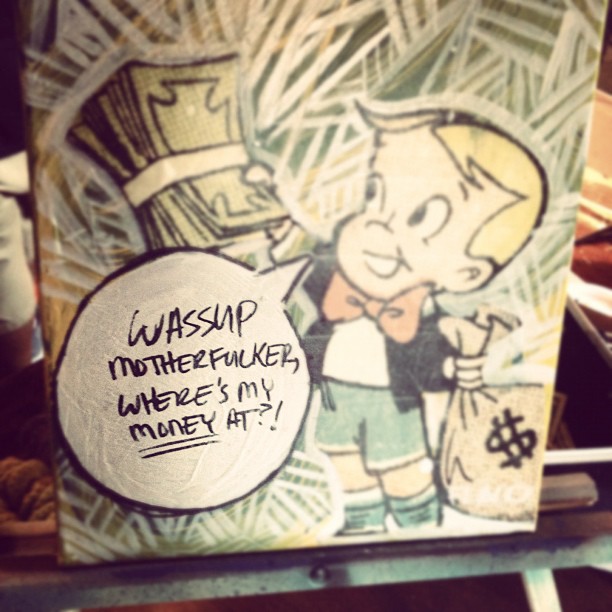 WASSUP
MOTHERFUCKER,
WHERE'S MY
MONEY AT?!
$